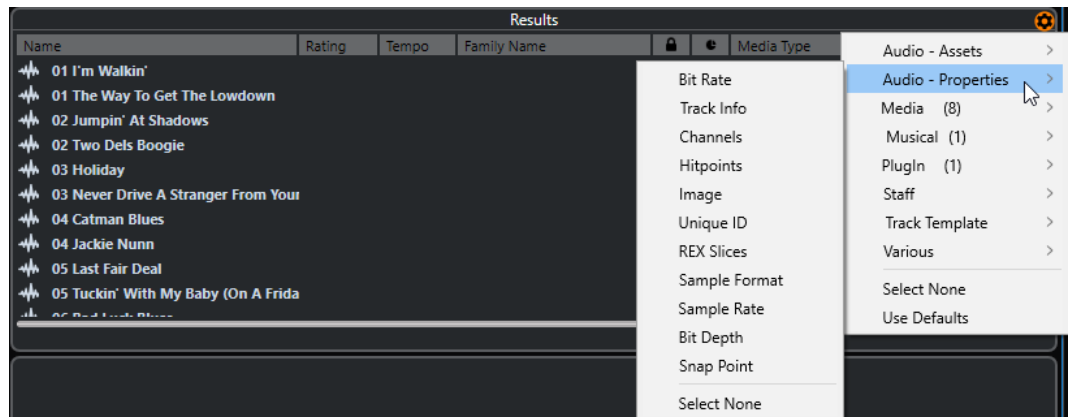 Results
Name Rating Tempo Family Name Media Type
01 I'm Walkin'
01 The Way To Get The Lowdown
02 Jumpin' At Shadows
02 Two Dels Boogie
03 Holiday
03 Never Drive A Stranger From Your
04 Catman Blues
04 Jackie Nunn
05 Last Fair Deal
05 Tuckin' With My Baby (On A Frida
06 Bad Luck Blues
Bit Rate
Track Info
Channels
Hitpoints
Image
Unique ID
REX Slices
Sample Format
Sample Rate
Bit Depth
Snap Point
Select None
Audio - Assets
Audio - Properties
Media (8)
Musical (1)
PlugIn (1)
Staff
Track Template
Various
Select None
Use Defaults